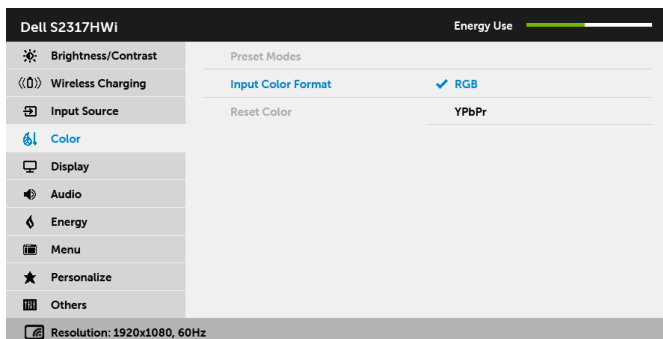 Dell S2317HWi
Energy Use
Brightness/Contrast
Preset Modes
Wireless Charging
Input Color Format
RGB
Input Source
Reset Color
YPbPr
Color
Display
Audio
Energy
Menu
Personalize
Others
Resolution: 1920x1080, 60Hz